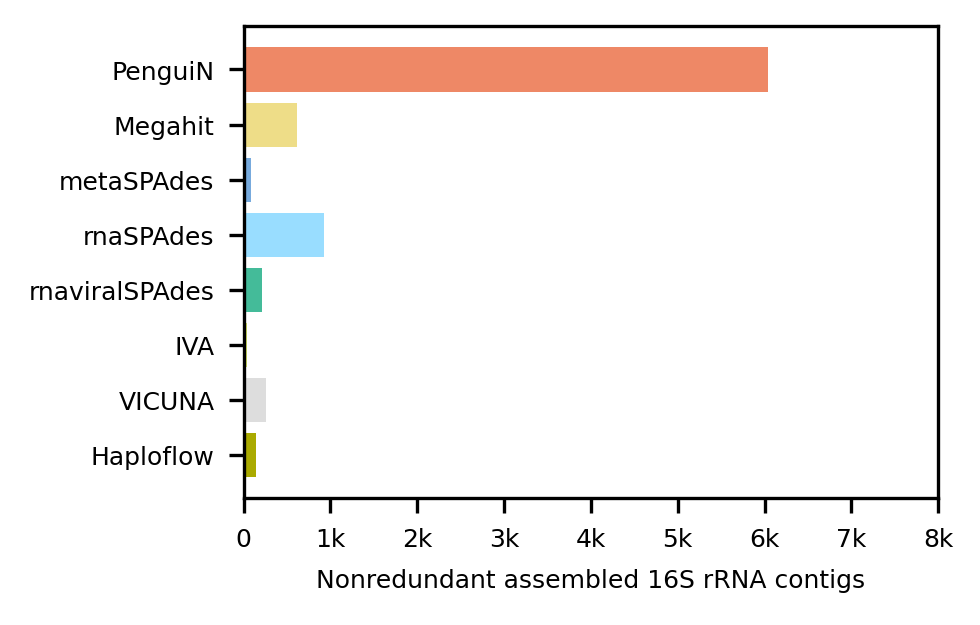 PenguiN
Megahit
metaSPAdes
rnaSPAdes
rnaviralSPAdes
IVA
VICUNA
Haploflow
0 1k 2k 3k 4k 5k 6k 7k 8k
Nonredundant assembled 16S rRNA contigs